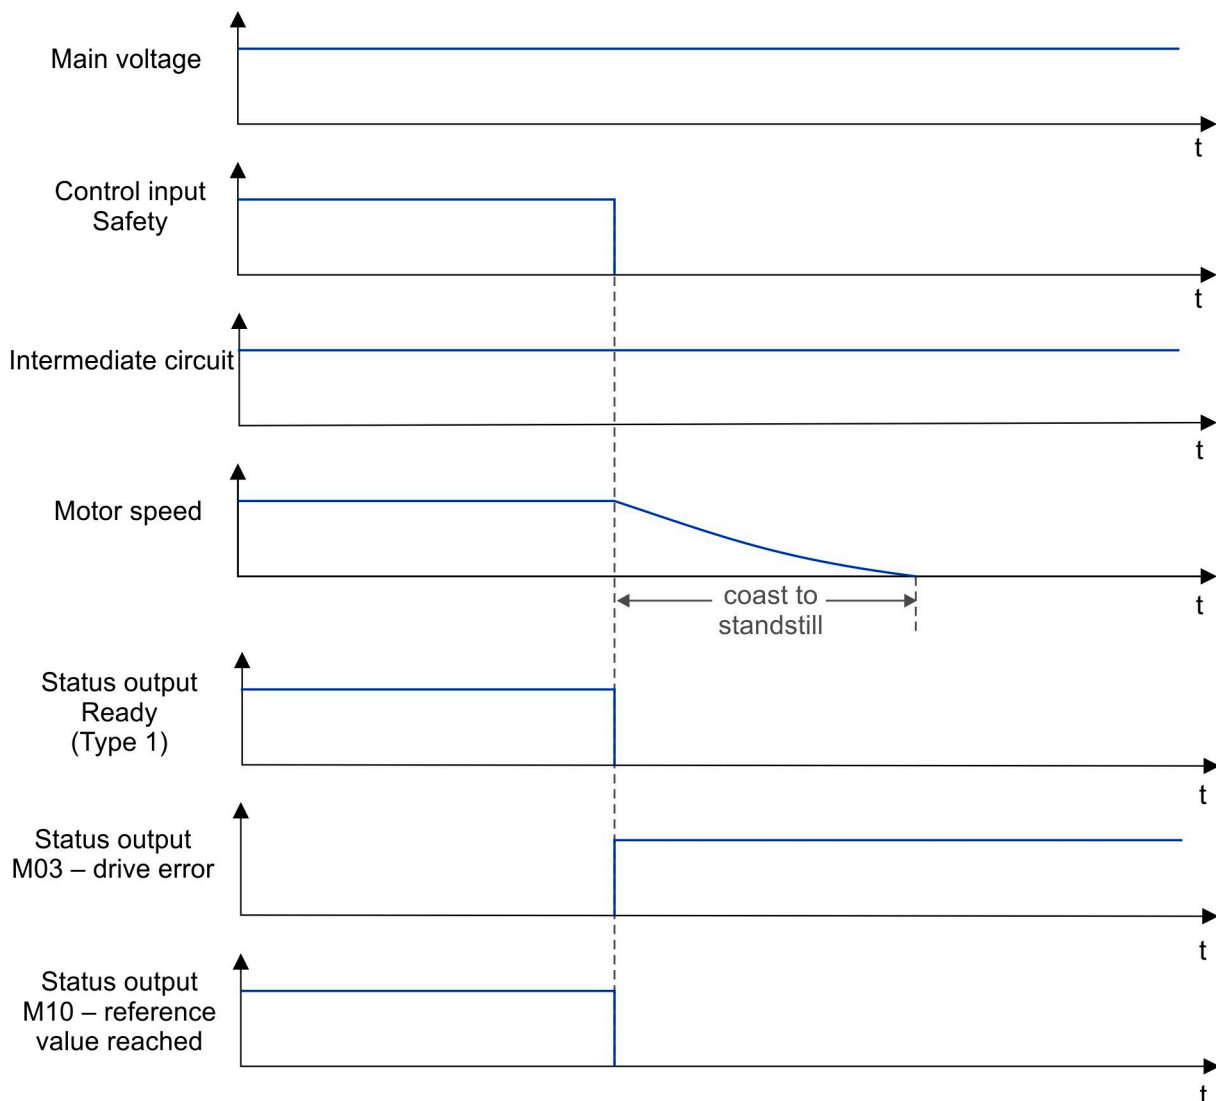 Main voltage
t
Control input
Safety
t
Intermediate circuit
t
Motor speed
coast to
standstill
t
Status output
Ready
(Type 1)
t
Status output
M03 – drive error
t
Status output
M10 – reference
value reached
t